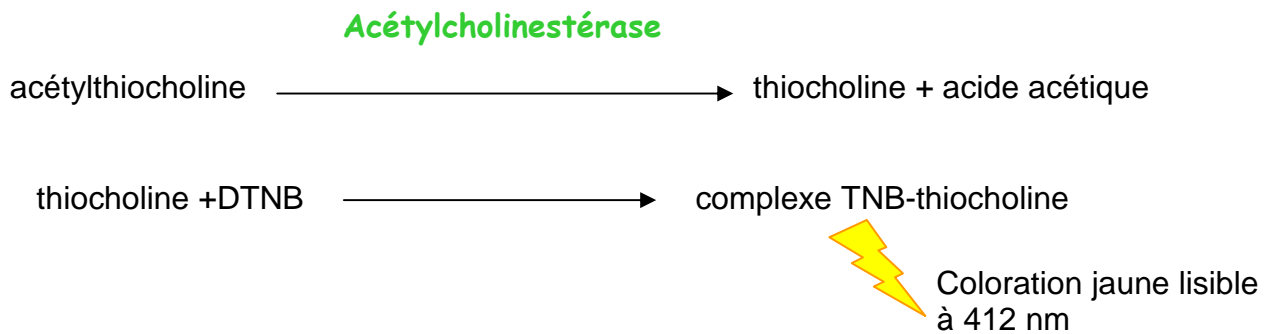 Acétylcholinestérase
acétylthiocholine thiocholine + acide acétique
thiocholine +DTNB complexe TNB-thiocholine
Coloration jaune lisible
à 412 nm